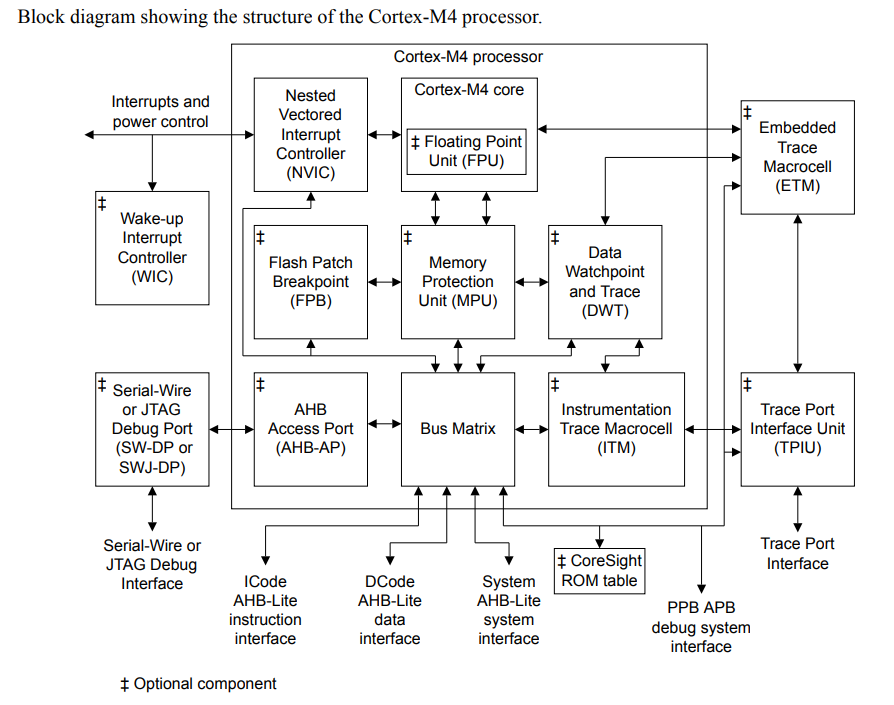 Block diagram showing the structure of the Cortex-M4 processor.
Cortex-M4 processor
Interrupts and
power control
Nested
Vectored
Interrupt
Controller
(NVIC)
Cortex-M4 core
‡ Floating Point
Unit (FPU)
‡
Embedded
Trace
Macrocell
(ETM)
‡
Wake-up
Interrupt
Controller
(WIC)
‡
Flash Patch
Breakpoint
(FPB)
‡
Memory
Protection
Unit (MPU)
‡
Data
Watchpoint
and Trace
(DWT)
‡
Serial-Wire
or JTAG
Debug Port
(SW-DP or
SWJ-DP)
‡
AHB
Access Port
(AHB-AP)
Bus Matrix
‡
Instrumentation
Trace Macrocell
(ITM)
‡
Trace Port
Interface Unit
(TPIU)
Serial-Wire or
JTAG Debug
Interface
ICode
AHB-Lite
instruction
interface
DCode
AHB-Lite
data
interface
System
AHB-Lite
system
interface
‡ CoreSight
ROM table
PPB APB
debug system
interface
Trace Port
Interface
‡ Optional component